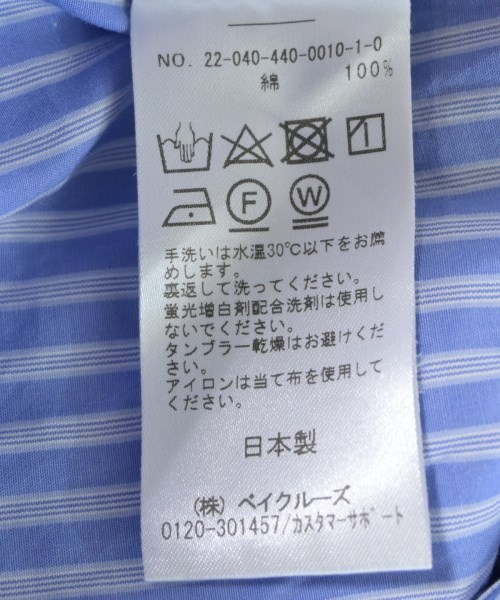 NO. 22-040-440-0010-1-0
綿 100%
F W
手洗いは水温30℃以下をお薦
めします。
裏返して洗ってください。
蛍光増白剤配合洗剤は使用し
ないでください。
タンブラー乾燥はお避けくだ
さい。
アイロンは当て布を使用して
ください。
日本製
(株) ベイクルーズ
0120-301457/カスタマーサポート